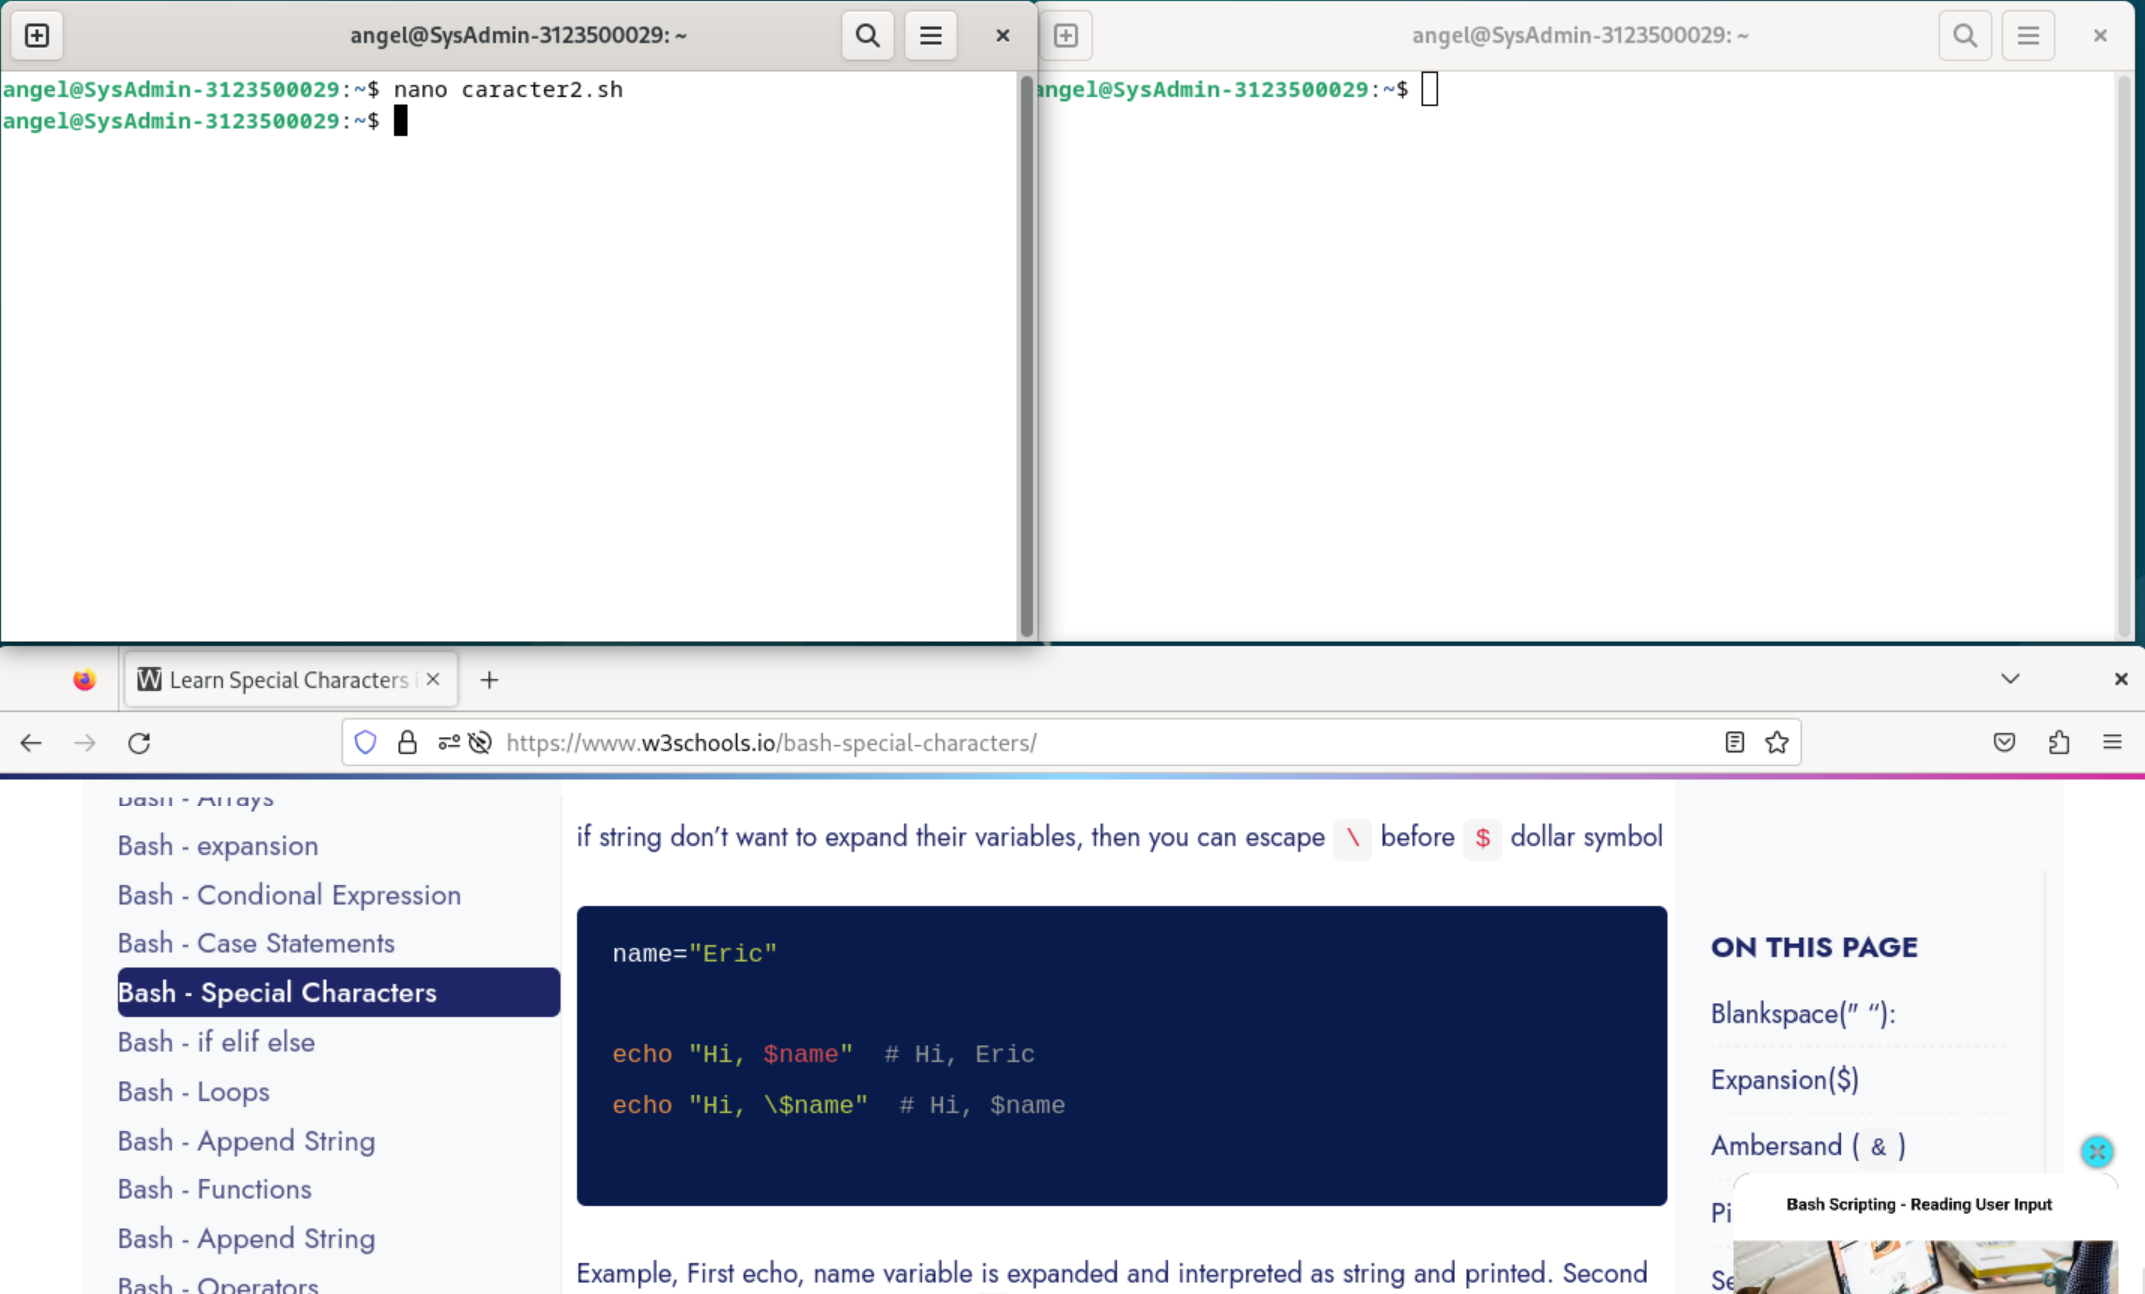 angel@SysAdmin-3123500029: ~
angel@SysAdmin-3123500029:~$ nano caracter2.sh
angel@SysAdmin-3123500029:~$
angel@SysAdmin-3123500029: ~
angel@SysAdmin-3123500029:~$
Learn Special Characters i
https://www.w3schools.io/bash-special-characters/
Bash - Arrays
Bash - expansion
Bash - Condional Expression
Bash - Case Statements
Bash - Special Characters
Bash - if elif else
Bash - Loops
Bash - Append String
Bash - Functions
Bash - Append String
Bash - Operators
if string don’t want to expand their variables, then you can escape \ before $ dollar symbol
name="Eric"
echo "Hi, $name"  # Hi, Eric
echo "Hi, \$name"  # Hi, $name
Example, First echo, name variable is expanded and interpreted as string and printed. Second
ON THIS PAGE
Blankspace(" “):
Expansion($)
Ambersand ( & )
Pi
Se
Bash Scripting - Reading User Input